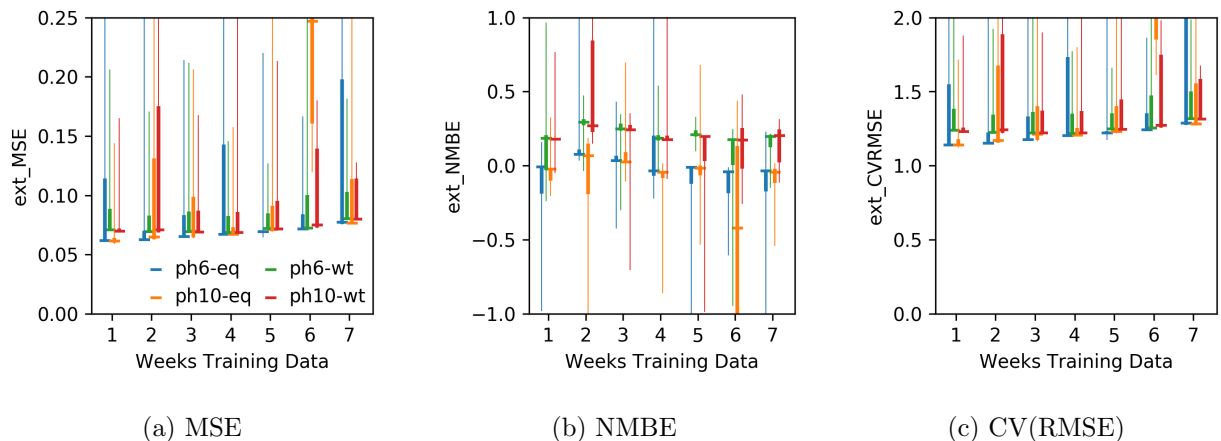 0.25
0.20
0.15
0.10
0.05
0.00
ext_MSE
ph6-eq
ph10-eq
ph6-wt
ph10-wt
1 2 3 4 5 6 7
Weeks Training Data
(a) MSE
1.0
0.5
0.0
−0.5
−1.0
ext_NMBE
1 2 3 4 5 6 7
Weeks Training Data
(b) NMBE
2.0
1.5
1.0
0.5
0.0
ext_CVRMSE
1 2 3 4 5 6 7
Weeks Training Data
(c) CV(RMSE)